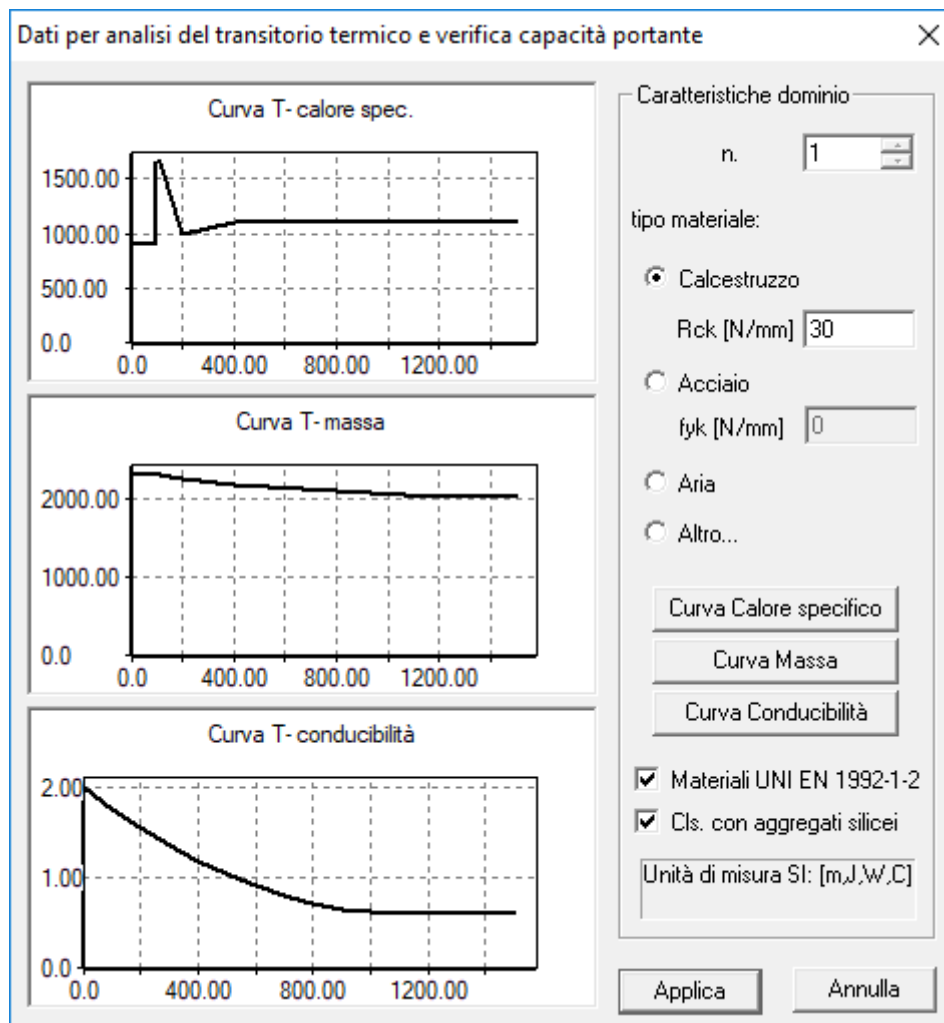 Dati per analisi del transitorio termico e verifica capacità portante
Curva T- calore spec.
1500.00
1000.00
500.00
0.0
0.0 400.00 800.00 1200.00
Curva T- massa
2000.00
1000.00
0.0
0.0 400.00 800.00 1200.00
Curva T- conducibilità
2.00
1.00
0.0
0.0 400.00 800.00 1200.00
Caratteristiche dominio
n. 1
tipo materiale:
Calcestruzzo
Rck [N/mm] 30
Acciaio
fyk [N/mm] 0
Aria
Altro...
Curva Calore specifico
Curva Massa
Curva Conducibilità
Materiali UNI EN 1992-1-2
Cls. con aggregati silicei
Unità di misura SI: [m,J,W,C]
Applica Annulla